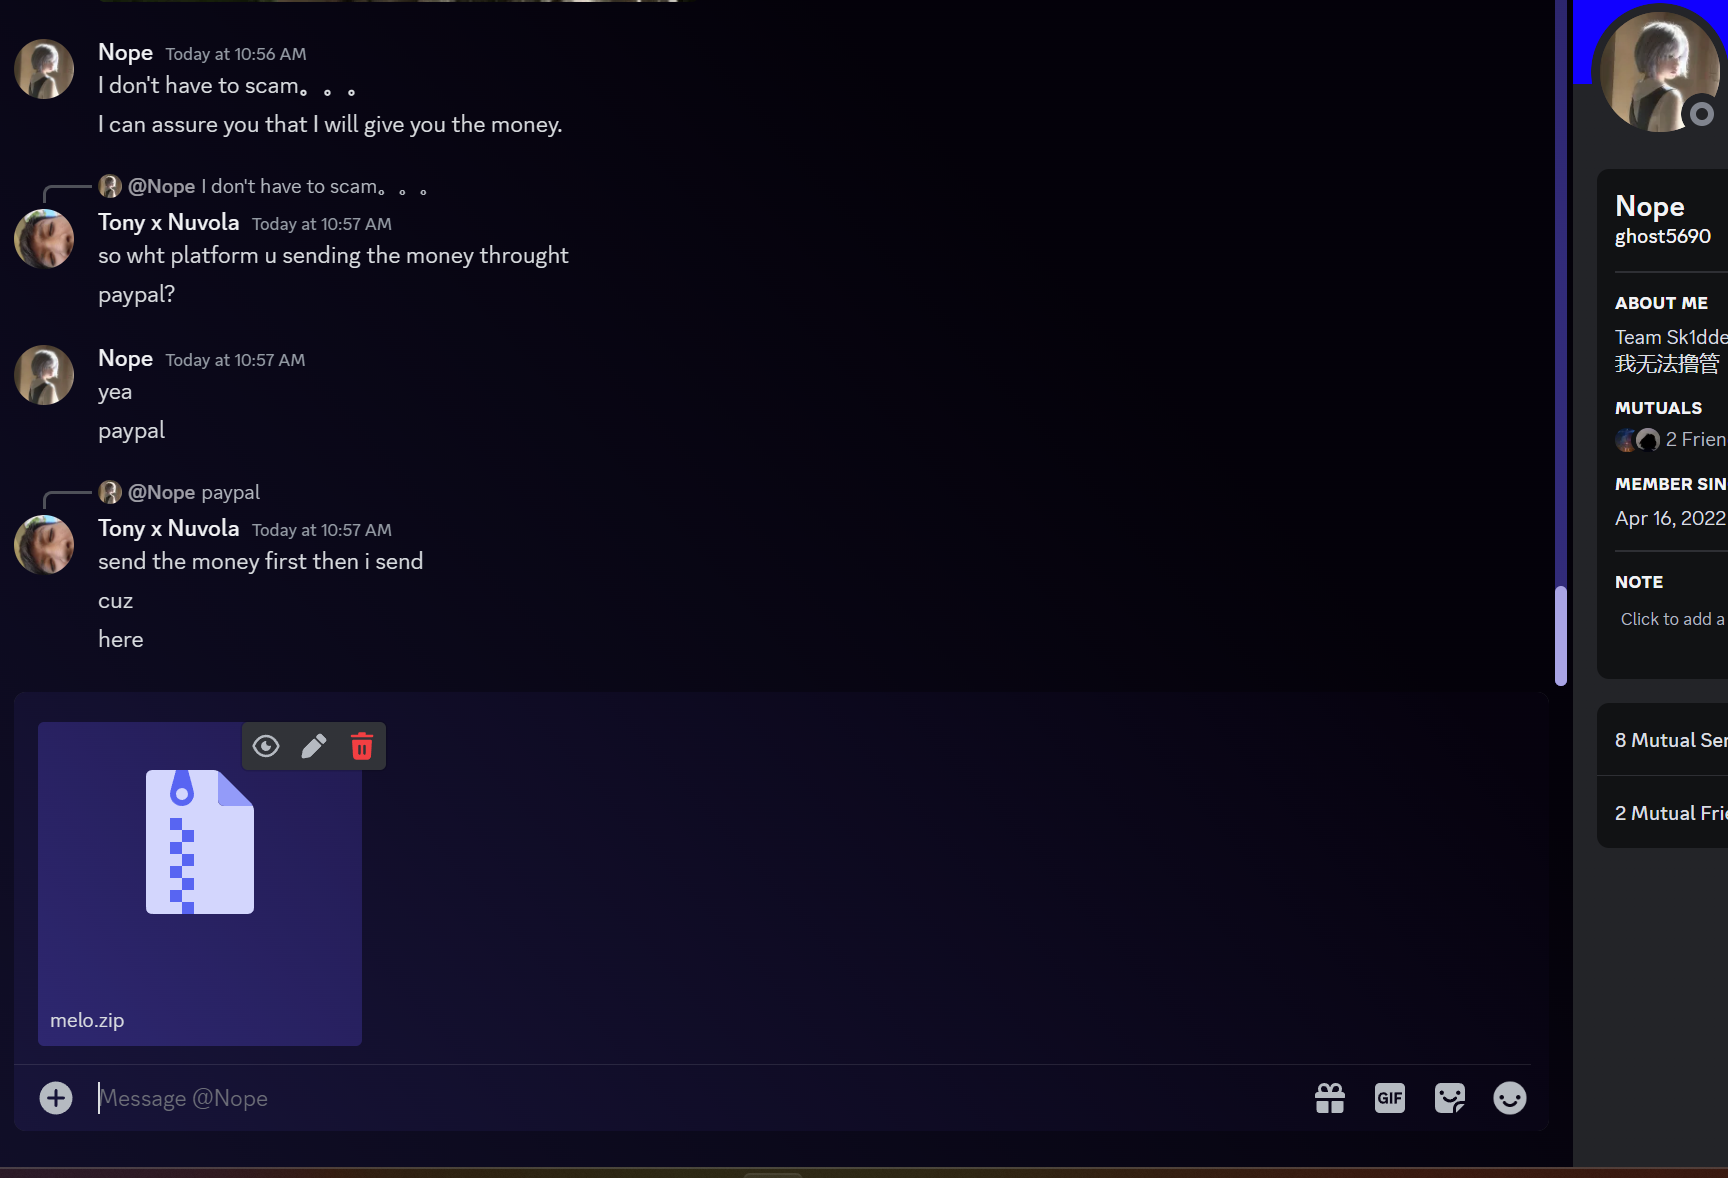 Nope Today at 10:56 AM
I don't have to scam。。。
I can assure you that I will give you the money.
@Nope I don't have to scam。。。
Tony x Nuvola Today at 10:57 AM
so wht platform u sending the money throught
paypal?
Nope Today at 10:57 AM
yea
paypal
@Nope paypal
Tony x Nuvola Today at 10:57 AM
send the money first then i send
cuz
here
melo.zip
Message @Nope
GIF
Nope
ghost5690
ABOUT ME
Team Sk1dde
我无法撸管
MUTUALS
2 Frien
MEMBER SIN
Apr 16, 2022
NOTE
Click to add a
8 Mutual Ser
2 Mutual Frie